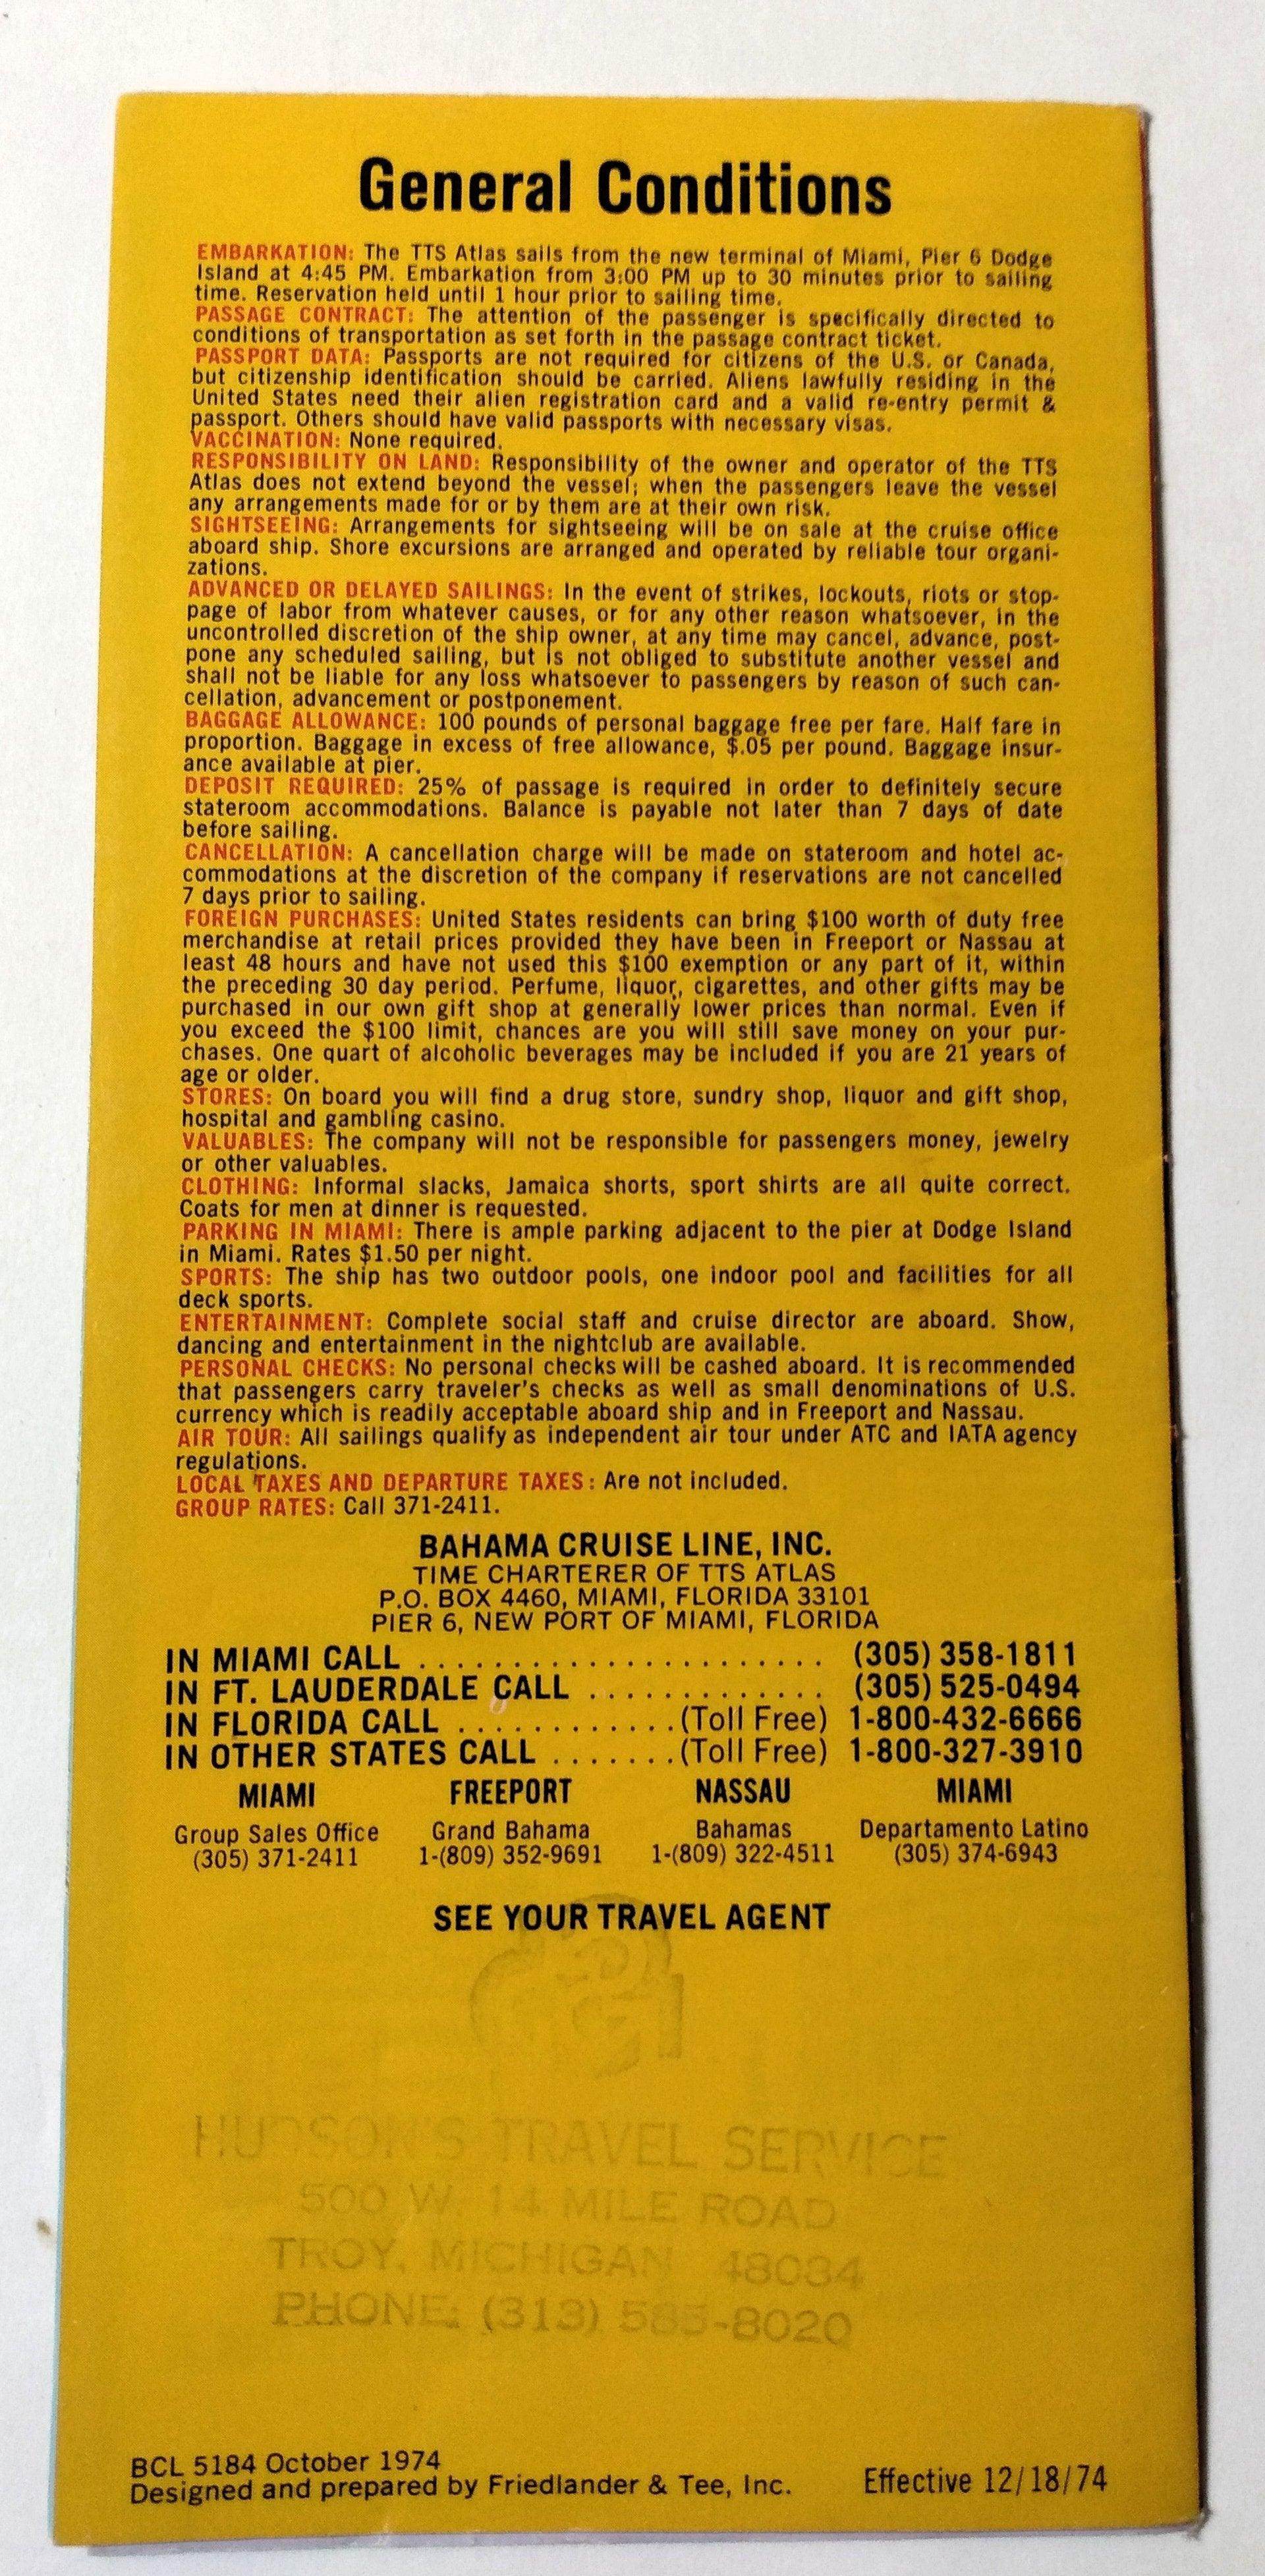 General Conditions
EMBARKATION: The TTS Atlas sails from the new terminal of Miami, Pier 6 Dodge
Island at 4:45 PM. Embarkation from 3:00 PM up to 30 minutes prior to sailing
time. Reservation held until 1 hour prior to sailing time.
PASSAGE CONTRACT: The attention of the passenger is specifically directed to
conditions of transportation as set forth in the passage contract ticket.
PASSPORT DATA: Passports are not required for citizens of the U.S. or Canada,
but citizenship identification should be carried. Aliens lawfully residing in the
United States need their alien registration card and a valid re-entry permit &
passport. Others should have valid passports with necessary visas.
VACCINATION: None required.
RESPONSIBILITY ON LAND: Responsibility of the owner and operator of the TTS
Atlas does not extend beyond the vessel; when the passengers leave the vessel
any arrangements made for or by them are at their own risk.
SIGHTSEEING: Arrangements for sightseeing will be on sale at the cruise office
aboard ship. Shore excursions are arranged and operated by reliable tour organi-
zations.
ADVANCED OR DELAYED SAILINGS: In the event of strikes, lockouts, riots or stop-
page of labor from whatever causes, or for any other reason whatsoever, in the
uncontrolled discretion of the ship owner, at any time may cancel, advance, post-
pone any scheduled sailing, but is not obliged to substitute another vessel and
shall not be liable for any loss whatsoever to passengers by reason of such can-
cellation, advancement or postponement.
BAGGAGE ALLOWANCE: 100 pounds of personal baggage free per fare. Half fare in
proportion. Baggage in excess of free allowance, $.05 per pound. Baggage insur-
ance available at pier.
DEPOSIT REQUIRED: 25% of passage is required in order to definitely secure
stateroom accommodations. Balance is payable not later than 7 days of date
before sailing.
CANCELLATION: A cancellation charge will be made on stateroom and hotel ac-
commodations at the discretion of the company if reservations are not cancelled
7 days prior to sailing.
FOREIGN PURCHASES: United States residents can bring $100 worth of duty free
merchandise at retail prices provided they have been in Freeport or Nassau at
least 48 hours and have not used this $100 exemption or any part of it, within
the preceding 30 day period. Perfume, liquor, cigarettes, and other gifts may be
purchased in our own gift shop at generally lower prices than normal. Even if
you exceed the $100 limit, chances are you will still save money on your pur-
chases. One quart of alcoholic beverages may be included if you are 21 years of
age or older.
STORES: On board you will find a drug store, sundry shop, liquor and gift shop,
hospital and gambling casino.
VALUABLES: The company will not be responsible for passengers money, jewelry
or other valuables.
CLOTHING: Informal slacks, Jamaica shorts, sport shirts are all quite correct.
Coats for men at dinner is requested.
PARKING IN MIAMI: There is ample parking adjacent to the pier at Dodge Island
in Miami. Rates $1.50 per night.
SPORTS: The ship has two outdoor pools, one indoor pool and facilities for all
deck sports.
ENTERTAINMENT: Complete social staff and cruise director are aboard. Show,
dancing and entertainment in the nightclub are available.
PERSONAL CHECKS: No personal checks will be cashed aboard. It is recommended
that passengers carry traveler's checks as well as small denominations of U.S.
currency which is readily acceptable aboard ship and in Freeport and Nassau.
AIR TOUR: All sailings qualify as independent air tour under ATC and IATA agency
regulations.
LOCAL TAXES AND DEPARTURE TAXES: Are not included.
GROUP RATES: Call 371-2411.
BAHAMA CRUISE LINE, INC.
TIME CHARTERER OF TTS ATLAS
P.O. BOX 4460, MIAMI, FLORIDA 33101
PIER 6, NEW PORT OF MIAMI, FLORIDA
IN MIAMI CALL ....................... (305) 358-1811
IN FT. LAUDERDALE CALL ............. (305) 525-0494
IN FLORIDA CALL ............(Toll Free) 1-800-432-6666
IN OTHER STATES CALL .......(Toll Free) 1-800-327-3910
MIAMI FREEPORT NASSAU MIAMI
Group Sales Office Grand Bahama Bahamas Departamento Latino
(305) 371-2411 1-(809) 352-9691 1-(809) 322-4511 (305) 374-6943
SEE YOUR TRAVEL AGENT
HUDSON'S TRAVEL SERVICE
500 W. 14 MILE ROAD
TROY, MICHIGAN 48084
PHONE: (313) 585-8020
BCL 5184 October 1974
Designed and prepared by Friedlander & Tee, Inc. Effective 12/18/74